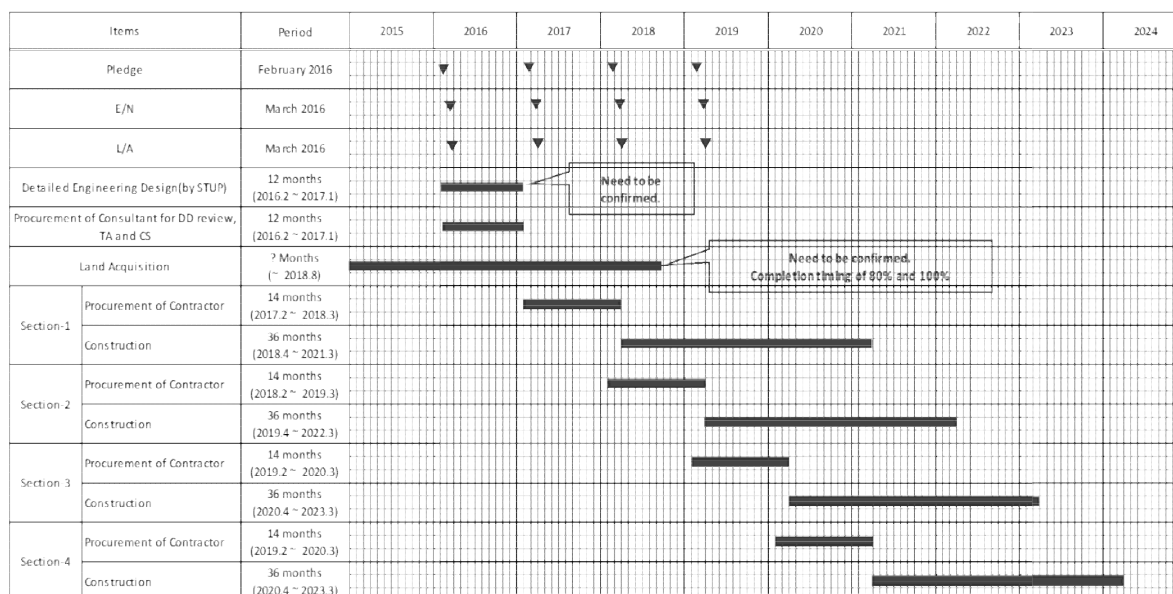 Items Period 2015 2016 2017 2018 2019 2020 2021 2022 2023 2024
Pledge February 2016
E/N March 2016
L/A March 2016
Detailed Engineering Design(by STUP) 12 months
(2016.2 ~ 2017.1)
Need to be
confirmed.
Procurement of Consultant for DD review,
TA and CS
12 months
(2016.2 ~ 2017.1)
Land Acquisition ? Months
(~ 2018.8)
Need to be confirmed.
Completion timing of 80% and 100%
Section-1
Procurement of Contractor 14 months
(2017.2 ~ 2018.3)
Construction 36 months
(2018.4 ~ 2021.3)
Section-2
Procurement of Contractor 14 months
(2018.2 ~ 2019.3)
Construction 36 months
(2019.4 ~ 2022.3)
Section-3
Procurement of Contractor 14 months
(2019.2 ~ 2020.3)
Construction 36 months
(2020.4 ~ 2023.3)
Section-4
Procurement of Contractor 14 months
(2019.2 ~ 2020.3)
Construction 36 months
(2020.4 ~ 2023.3)